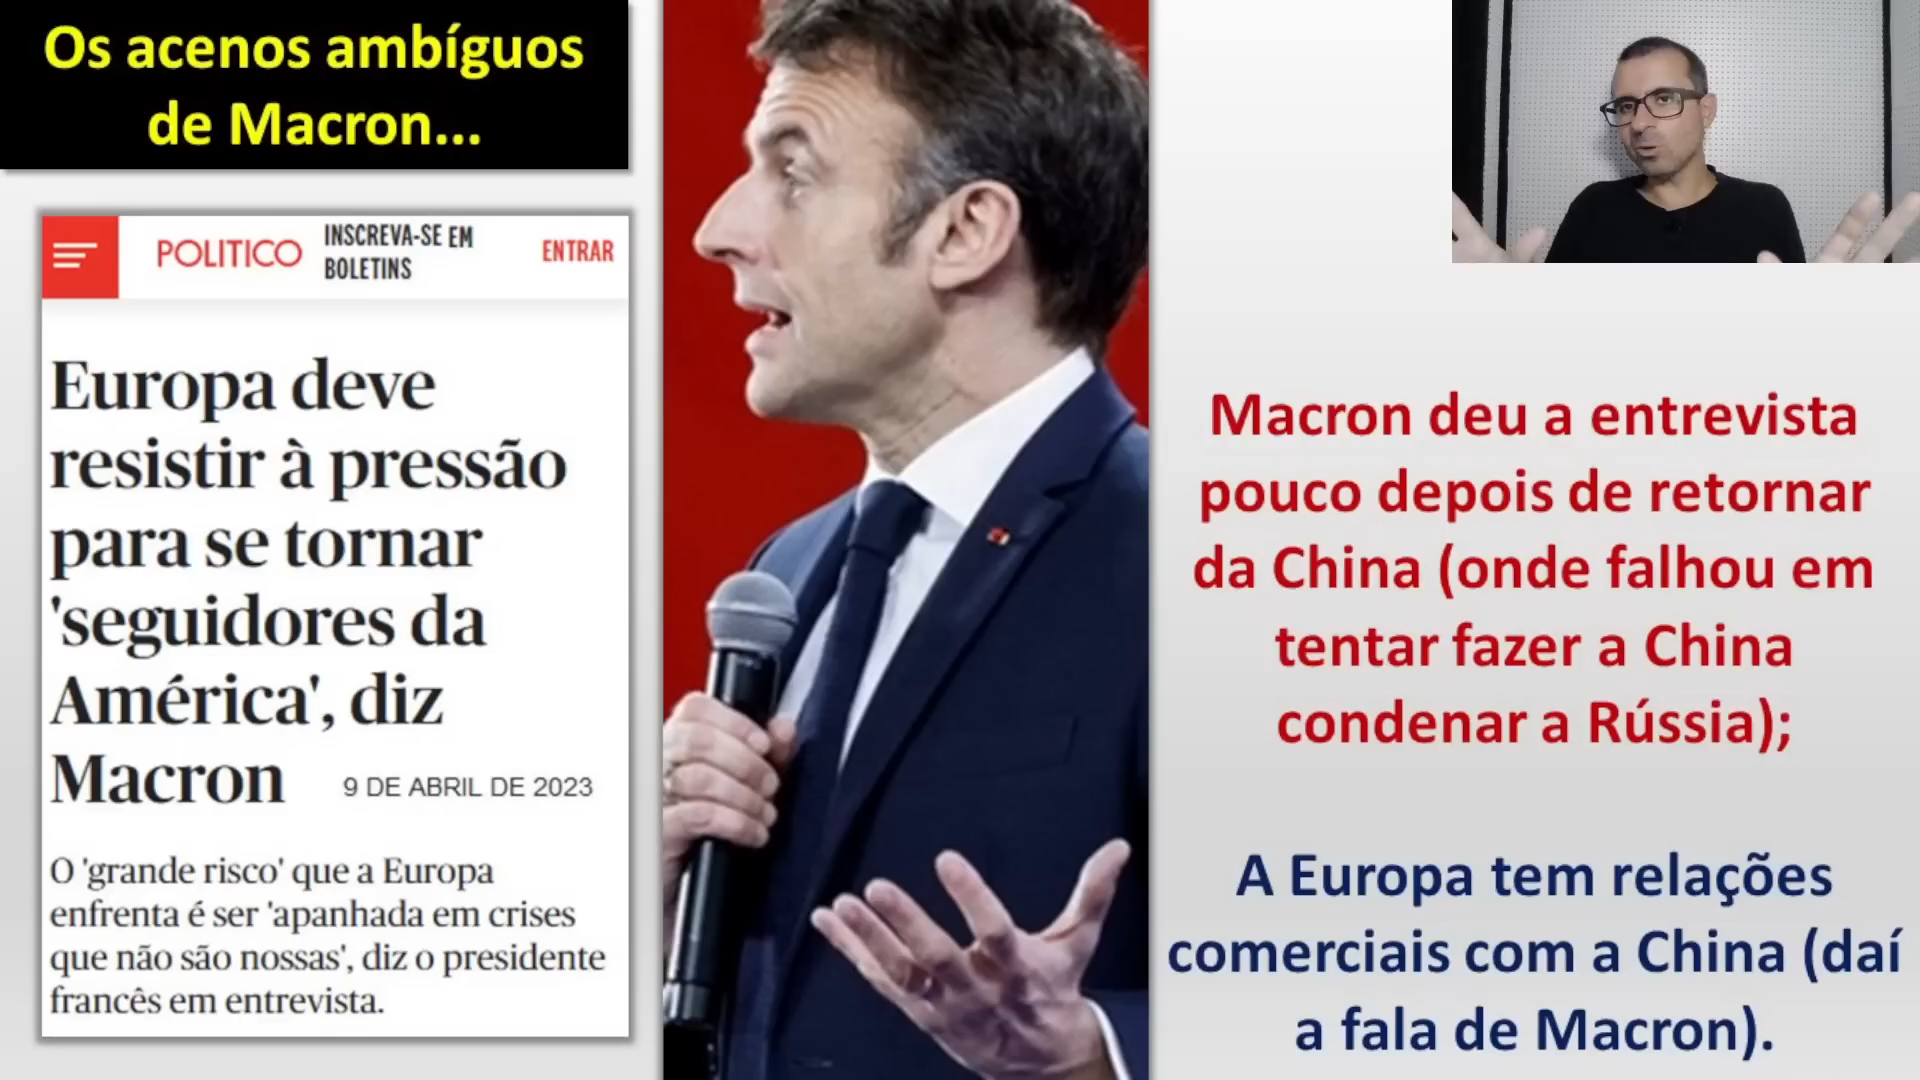 Os acenos ambíguos
de Macron...
POLITICO
INSCREVA-SE EM
BOLETINS
ENTRAR
Europa deve
resistir à pressão
para se tornar
'seguidores da
América', diz
Macron
9 DE ABRIL DE 2023
O 'grande risco' que a Europa
enfrenta é ser 'apanhada em crises
que não são nossas', diz o presidente
francês em entrevista.
Macron deu a entrevista
pouco depois de retornar
da China (onde falhou em
tentar fazer a China
condenar a Rússia);
A Europa tem relações
comerciais com a China (daí
a fala de Macron).